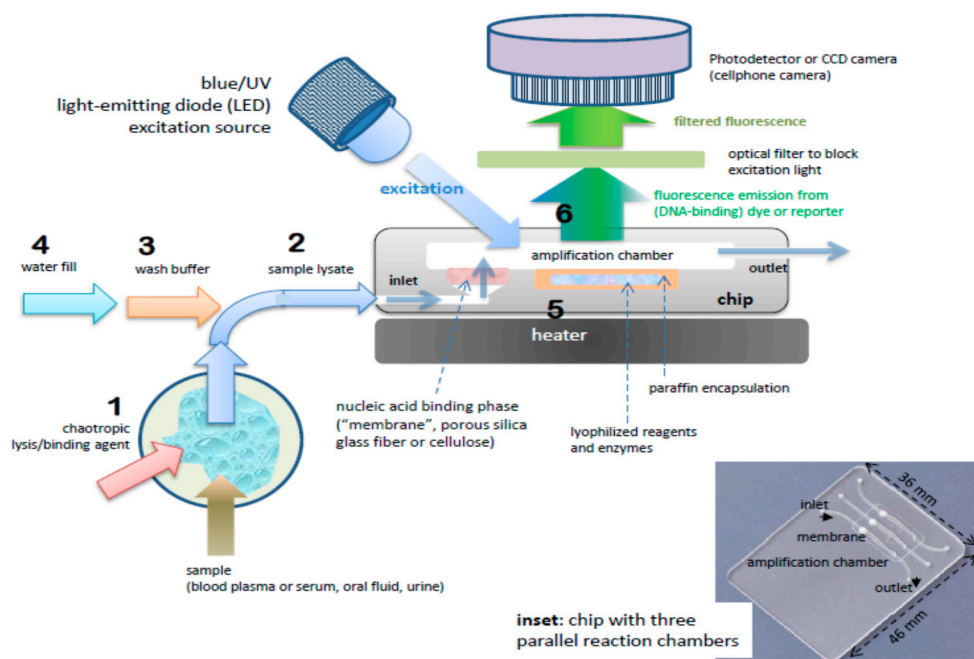 blue/UV
light-emitting diode (LED)
excitation source
Photodetector or CCD camera
(cellphone camera)
filtered fluorescence
optical filter to block
excitation light
excitation
fluorescence emission from
(DNA-binding) dye or reporter
6
4
water fill
3
wash buffer
2
sample lysate
inlet
amplification chamber
outlet
chip
5
heater
1
chaotropic
lysis/binding agent
nucleic acid binding phase
("membrane", porous silica
glass fiber or cellulose)
paraffin encapsulation
lyophilized reagents
and enzymes
sample
(blood plasma or serum, oral fluid, urine)
inset: chip with three
parallel reaction chambers
36 mm
inlet
membrane
amplification chamber
outlet
46 mm